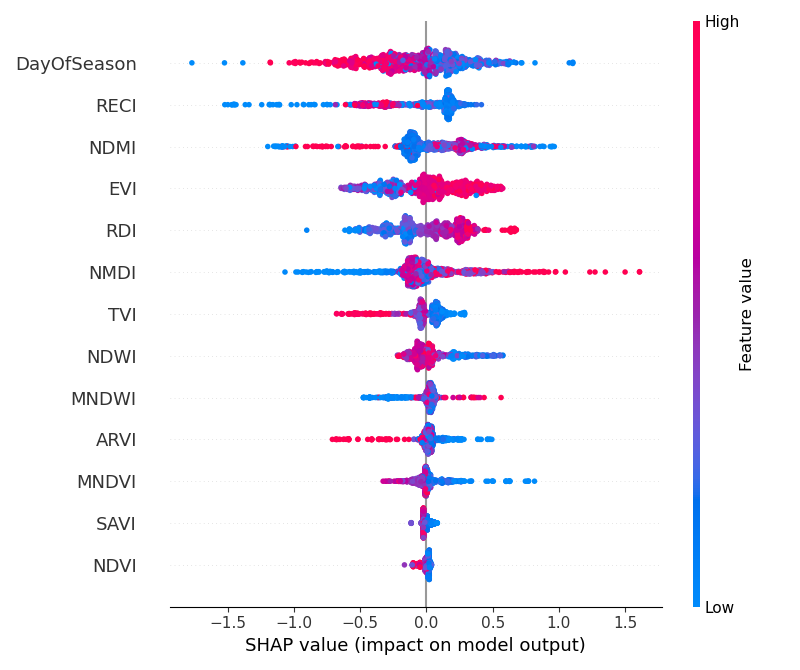 High
DayOfSeason
RECI
NDMI
EVI
RDI
NMDI
TVI
NDWI
MNDWI
ARVI
MNDVI
SAVI
NDVI
Feature value
Low
−1.5 −1.0 −0.5 0.0 0.5 1.0 1.5
SHAP value (impact on model output)